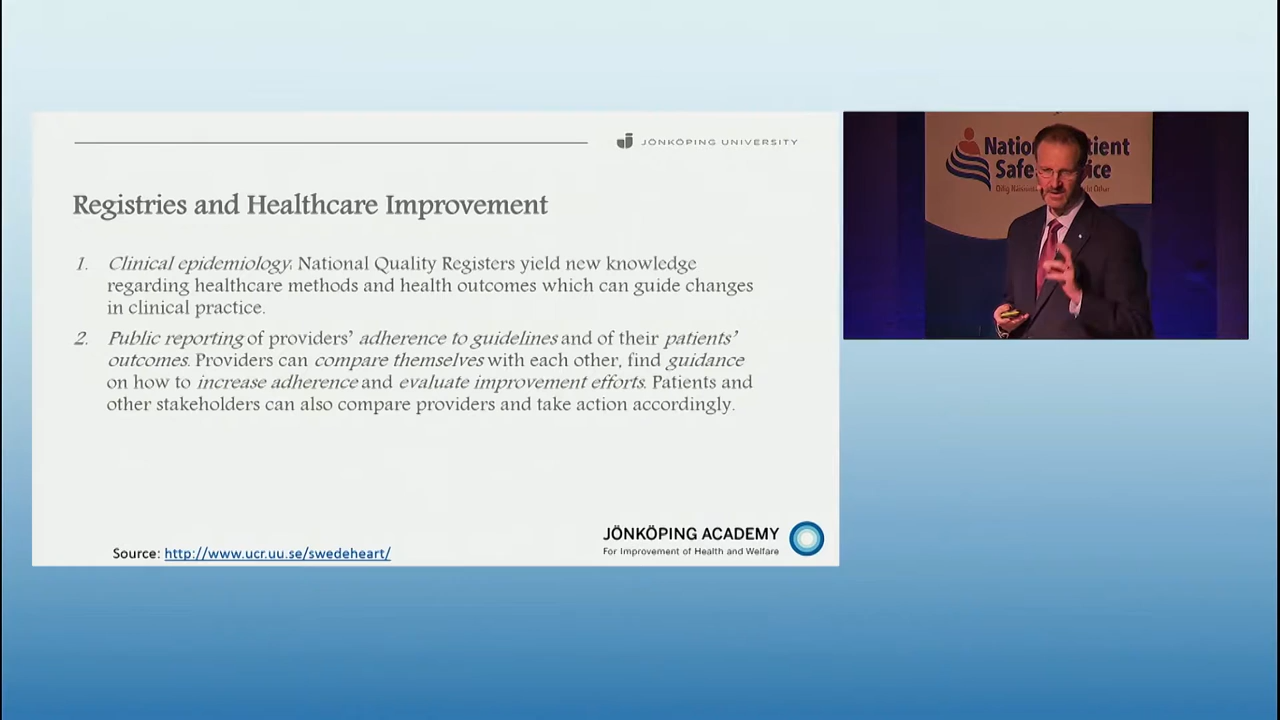 JÖNKÖPING UNIVERSITY
Registries and Healthcare Improvement
1. Clinical epidemiology: National Quality Registers yield new knowledge
regarding healthcare methods and health outcomes which can guide changes
in clinical practice.
2. Public reporting of providers’ adherence to guidelines and of their patients’
outcomes. Providers can compare themselves with each other, find guidance
on how to increase adherence and evaluate improvement efforts. Patients and
other stakeholders can also compare providers and take action accordingly.
Source: http://www.ucr.uu.se/swedeheart/
JÖNKÖPING ACADEMY
For Improvement of Health and Welfare